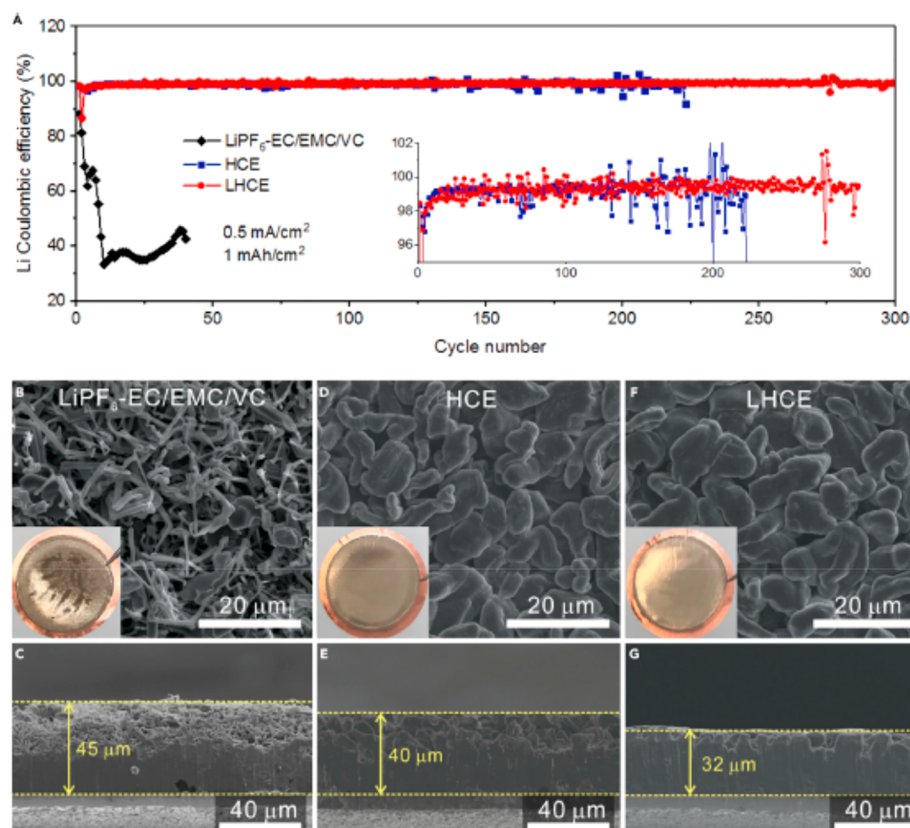 A
Li Coulombic efficiency (%)
120
100
80
60
40
20
LiPF₆-EC/EMC/VC
HCE
LHCE
0.5 mA/cm²
1 mAh/cm²
102
100
98
96
0 100 200 300
0 50 100 150 200 250 300
Cycle number
B LiPF₆-EC/EMC/VC
20 μm
D HCE
20 μm
F LHCE
20 μm
C
45 μm
40 μm
E
40 μm
40 μm
G
32 μm
40 μm